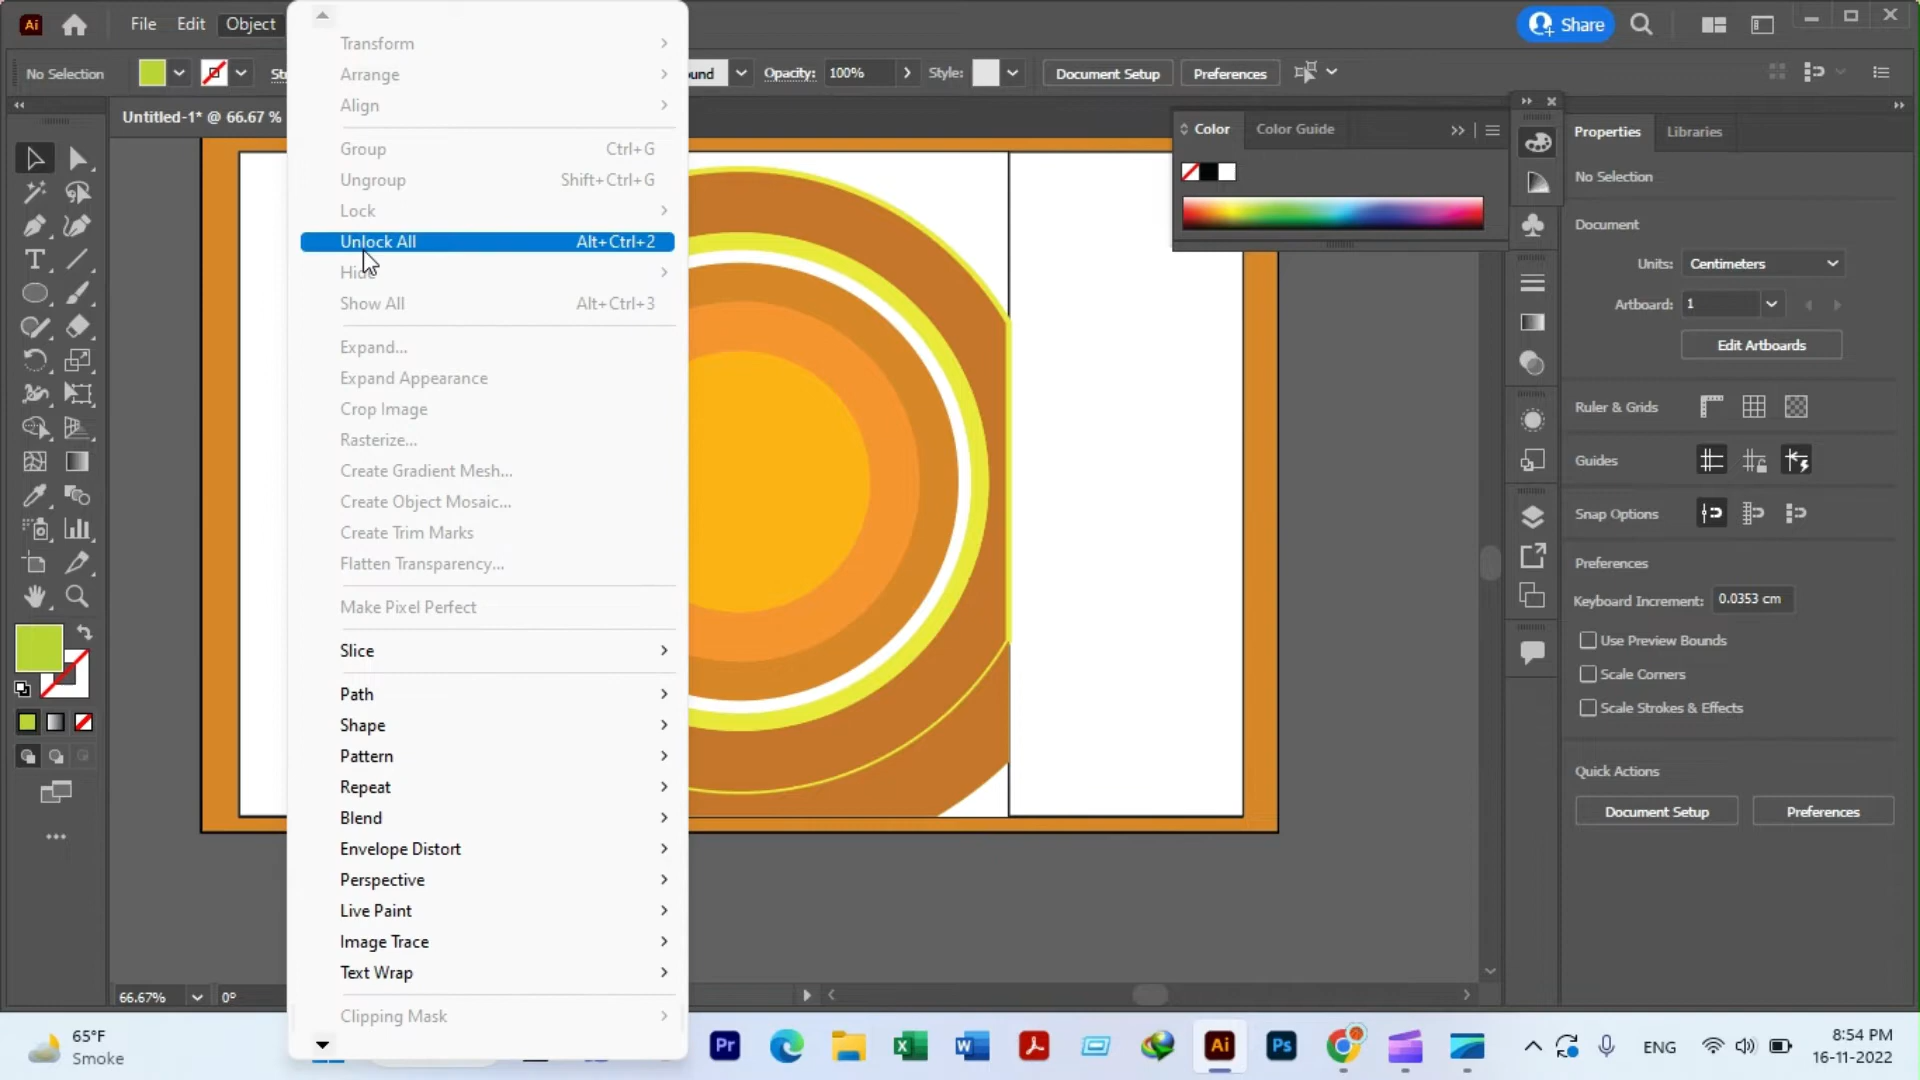 Ai
File
Edit
Object
Share
No Selection
Opacity:
100%
Style:
Document Setup
Preferences
Untitled-1* @ 66.67 %
Transform
Arrange
Align
Group Ctrl+G
Ungroup Shift+Ctrl+G
Lock
Unlock All Alt+Ctrl+2
Hide
Show All Alt+Ctrl+3
Expand...
Expand Appearance
Crop Image
Rasterize...
Create Gradient Mesh...
Create Object Mosaic...
Create Trim Marks
Flatten Transparency...
Make Pixel Perfect
Slice
Path
Shape
Pattern
Repeat
Blend
Envelope Distort
Perspective
Live Paint
Image Trace
Text Wrap
Clipping Mask
Color
Color Guide
Properties
Libraries
No Selection
Document
Units: Centimeters
Artboard: 1
Edit Artboards
Ruler & Grids
Guides
Snap Options
Preferences
Keyboard Increment: 0.0353 cm
Use Preview Bounds
Scale Corners
Scale Strokes & Effects
Quick Actions
Document Setup
Preferences
66.67%
0°
65°F
Smoke
Pr
Ai
Ps
ENG
8:54 PM
16-11-2022